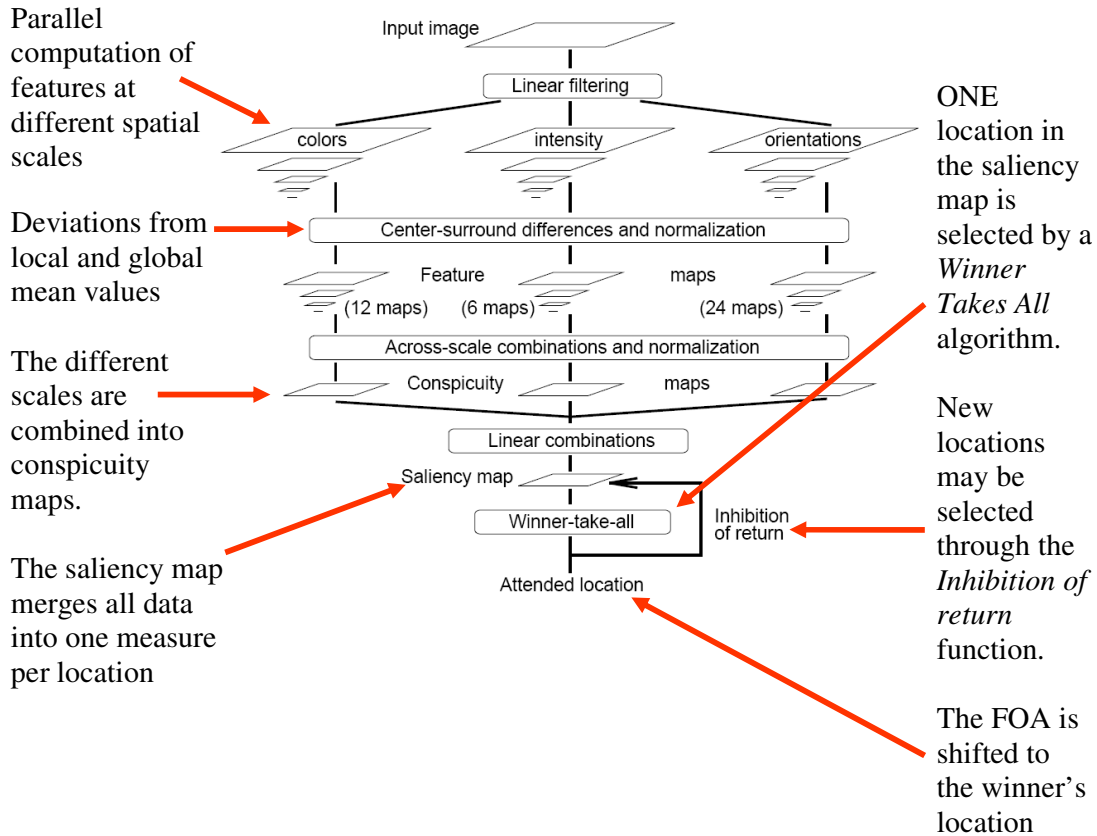 Parallel
computation of
features at
different spatial
scales
Deviations from
local and global
mean values
The different
scales are
combined into
conspicuity
maps.
The saliency map
merges all data
into one measure
per location
Input image
Linear filtering
colors
intensity
orientations
Center-surround differences and normalization
Feature maps
(12 maps) (6 maps) (24 maps)
Across-scale combinations and normalization
Conspicuity maps
Linear combinations
Saliency map
Winner-take-all
Inhibition
of return
Attended location
ONE
location in
the saliency
map is
selected by a
Winner
Takes All
algorithm.
New
locations
may be
selected
through the
Inhibition of
return
function.
The FOA is
shifted to
the winner's
location